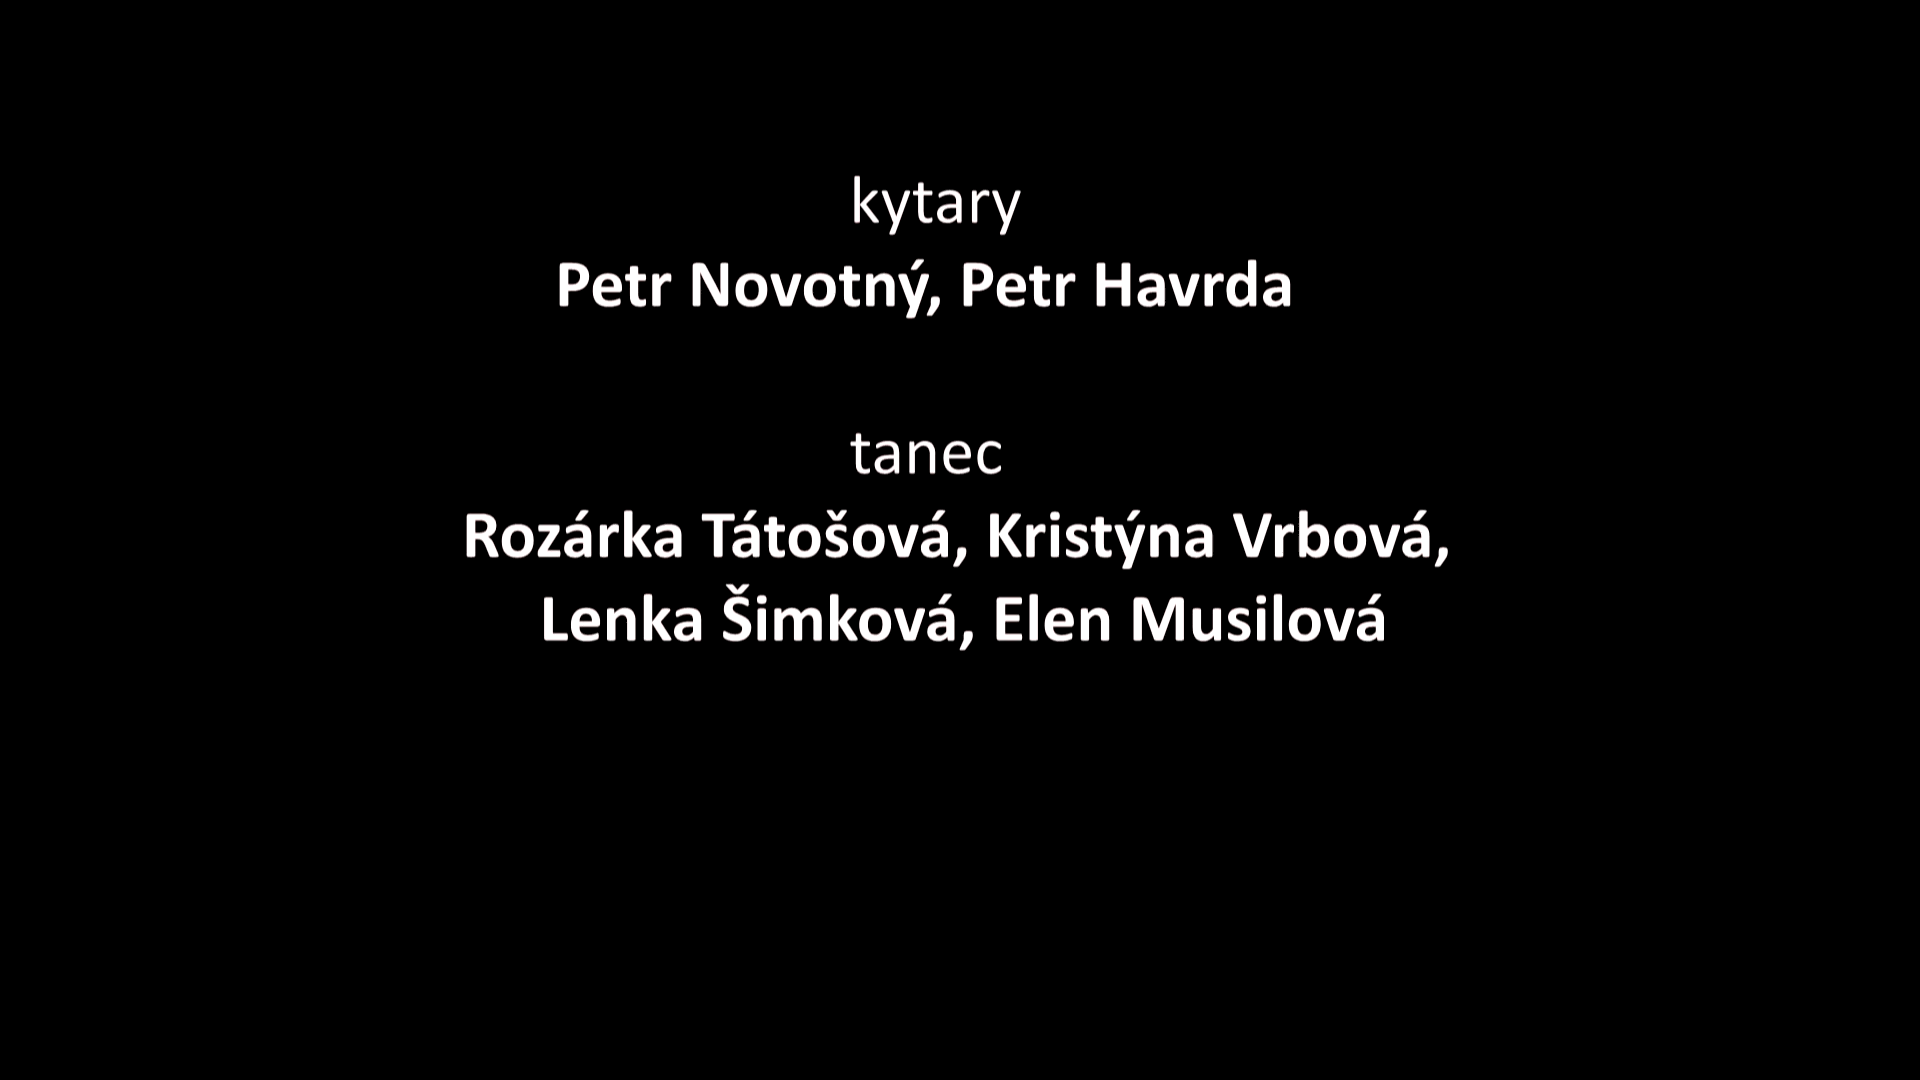 kytary
Petr Novotný, Petr Havrda
tanec
Rozárka Tátošová, Kristýna Vrbová,
Lenka Šimková, Elen Musilová